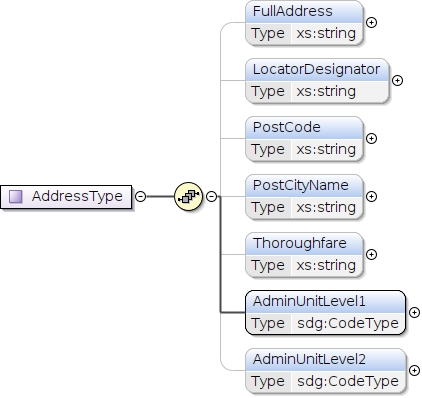 FullAddress
Type xs:string
LocatorDesignator
Type xs:string
PostCode
Type xs:string
PostCityName
Type xs:string
AddressType
Thoroughfare
Type xs:string
AdminUnitLevel1
Type sdg:CodeType
AdminUnitLevel2
Type sdg:CodeType